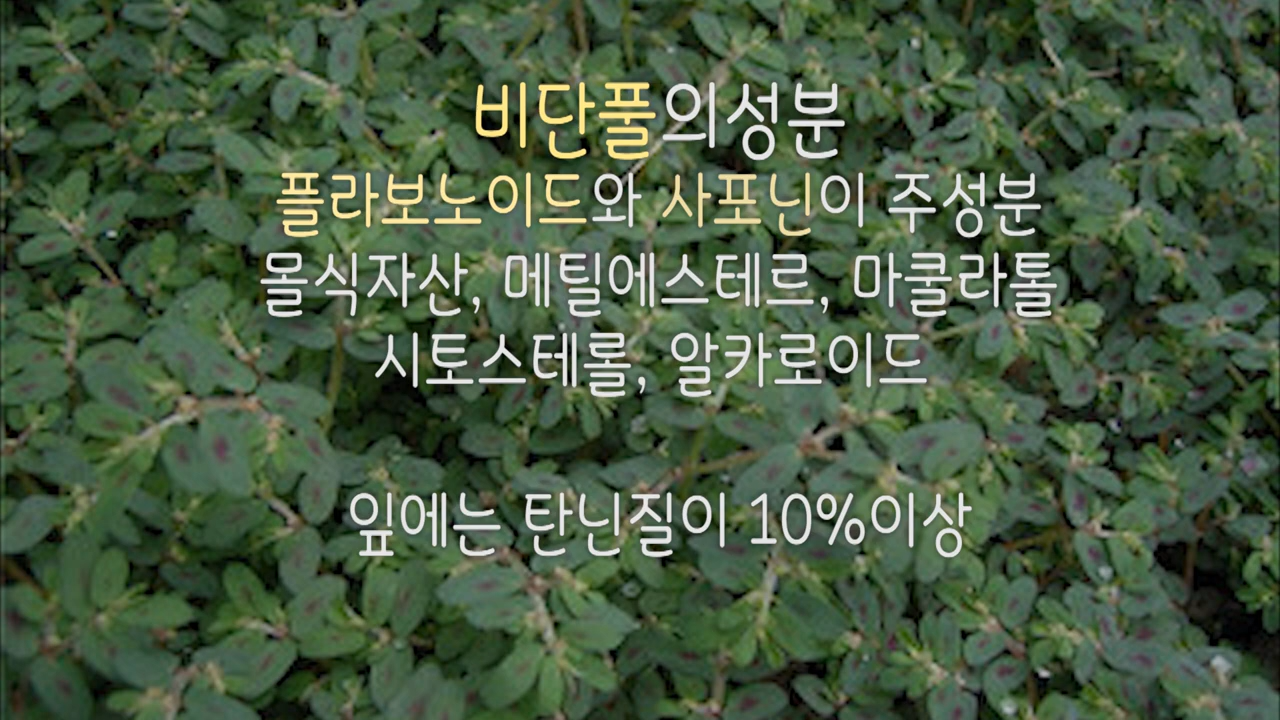 비단풀의성분
플라보노이드와 사포닌이 주성분
몰식자산, 메틸에스테르, 마쿨라톨
시토스테롤, 알카로이드
잎에는 탄닌질이 10%이상